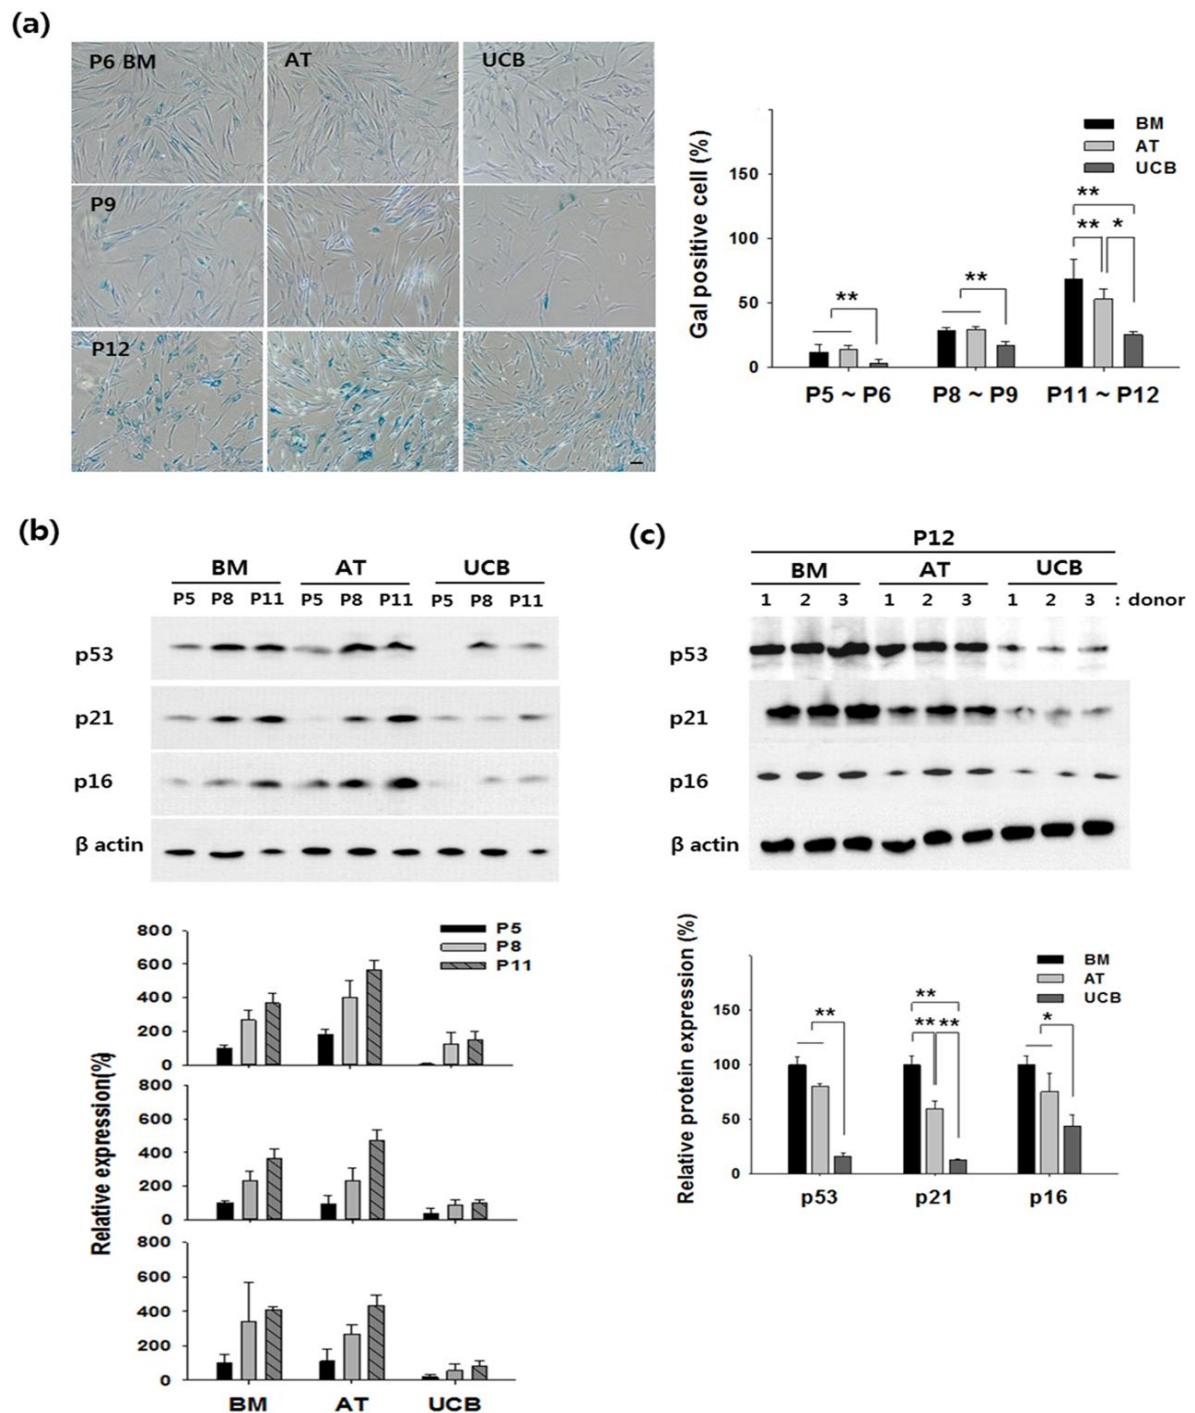 (a)
P6 BM AT UCB
P9
P12
Gal positive cell (%)
150
100
50
0
BM
AT
UCB
**
**
**
** *
P5 ~ P6 P8 ~ P9 P11 ~ P12
(b)
BM AT UCB
P5 P8 P11 P5 P8 P11 P5 P8 P11
p53
p21
p16
β actin
Relative expression(%)
800
600
400
200
0
P5
P8
P11
800
600
400
200
0
800
600
400
200
0
BM AT UCB
(c)
P12
BM AT UCB
1 2 3 1 2 3 1 2 3 : donor
p53
p21
p16
β actin
Relative protein expression (%)
150
100
50
0
BM
AT
UCB
**
**
** **
*
p53 p21 p16